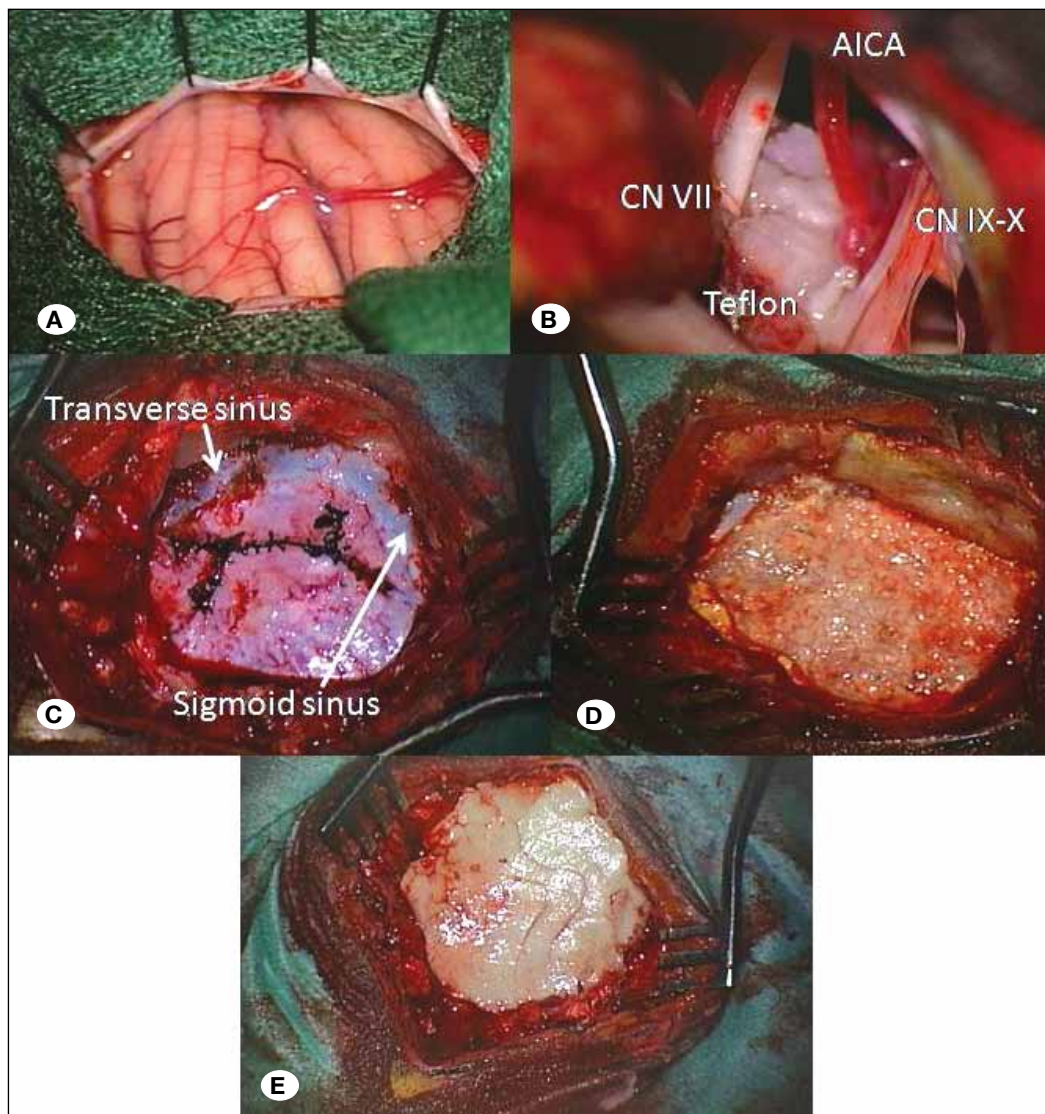 A
B
AICA
CN VII
CN IX-X
Teflon
Transverse sinus
Sigmoid sinus
C
D
E